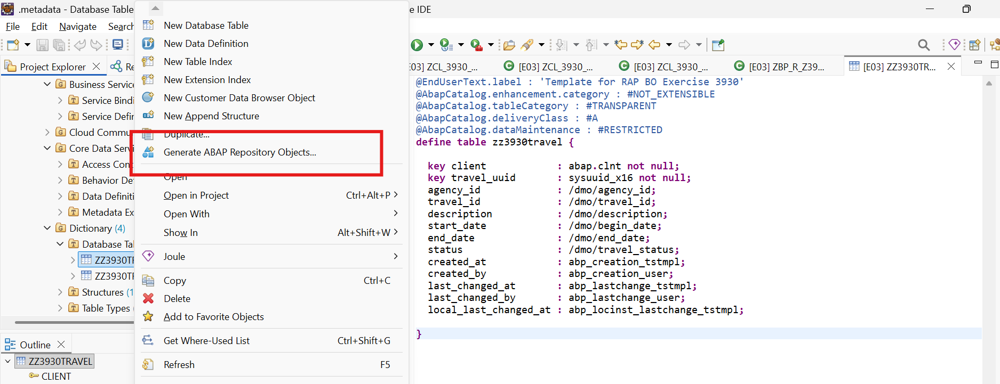 .metadata - Database Table
e IDE
File Edit Navigate Search
Project Explorer
Re
E03] ZCL_3930_...
[E03] ZCL_3930_...
[E03] ZCL_3930_...
[E03] ZBP_R_Z39...
[E03] ZZ3930TR...
Business Service
Service Bindi
Service Defin
Cloud Commu
Core Data Servi
Access Con
Behavior De
Data Definiti
Metadata Ex
Dictionary (4)
Database Tal
ZZ3930TR
ZZ3930TR
Structures (1
Table Types
Outline
ZZ3930TRAVEL
CLIENT
New Database Table
New Data Definition
New Table Index
New Extension Index
New Customer Data Browser Object
New Append Structure
Duplicate...
Generate ABAP Repository Objects...
Open
Open in Project Ctrl+Alt+P
Open With
Show In Alt+Shift+W
Joule
Copy Ctrl+C
Delete
Add to Favorite Objects
Get Where-Used List Ctrl+Shift+G
Refresh F5
@EndUserText.label : 'Template for RAP BO Exercise 3930'
@AbapCatalog.enhancement.category : #NOT_EXTENSIBLE
@AbapCatalog.tableCategory : #TRANSPARENT
@AbapCatalog.deliveryClass : #A
@AbapCatalog.dataMaintenance : #RESTRICTED
define table zz3930travel {
key client : abap.clnt not null;
key travel_uuid : sysuuid_x16 not null;
agency_id : /dmo/agency_id;
travel_id : /dmo/travel_id;
description : /dmo/description;
start_date : /dmo/begin_date;
end_date : /dmo/end_date;
status : /dmo/travel_status;
created_at : abp_creation_tstmpl;
created_by : abp_creation_user;
last_changed_at : abp_lastchange_tstmpl;
last_changed_by : abp_lastchange_user;
local_last_changed_at : abp_locinst_lastchange_tstmpl;
}